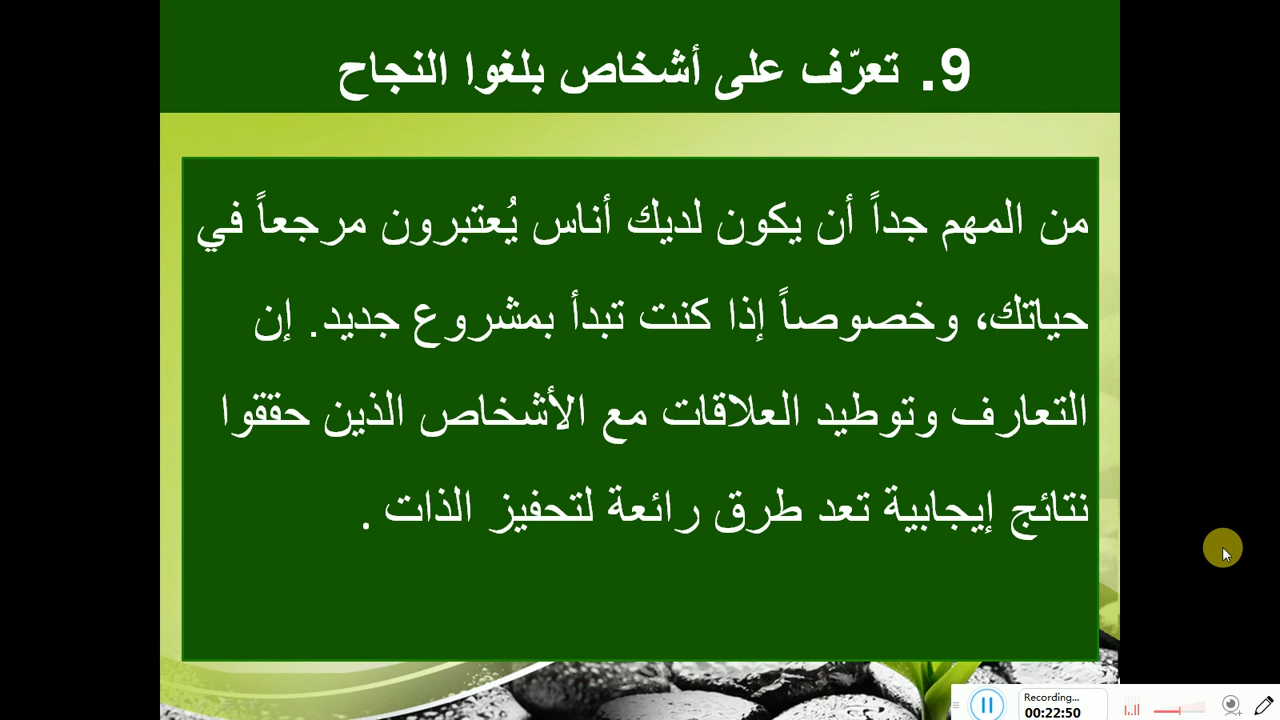 9. تعرّف على أشخاص بلغوا النجاح
من المهم جداً أن يكون لديك أناس يُعتبرون مرجعاً في
حياتك، وخصوصاً إذا كنت تبدأ بمشروع جديد. إن
التعارف وتوطيد العلاقات مع الأشخاص الذين حققوا
نتائج إيجابية تعد طرق رائعة لتحفيز الذات .
Recording...
00:22:50